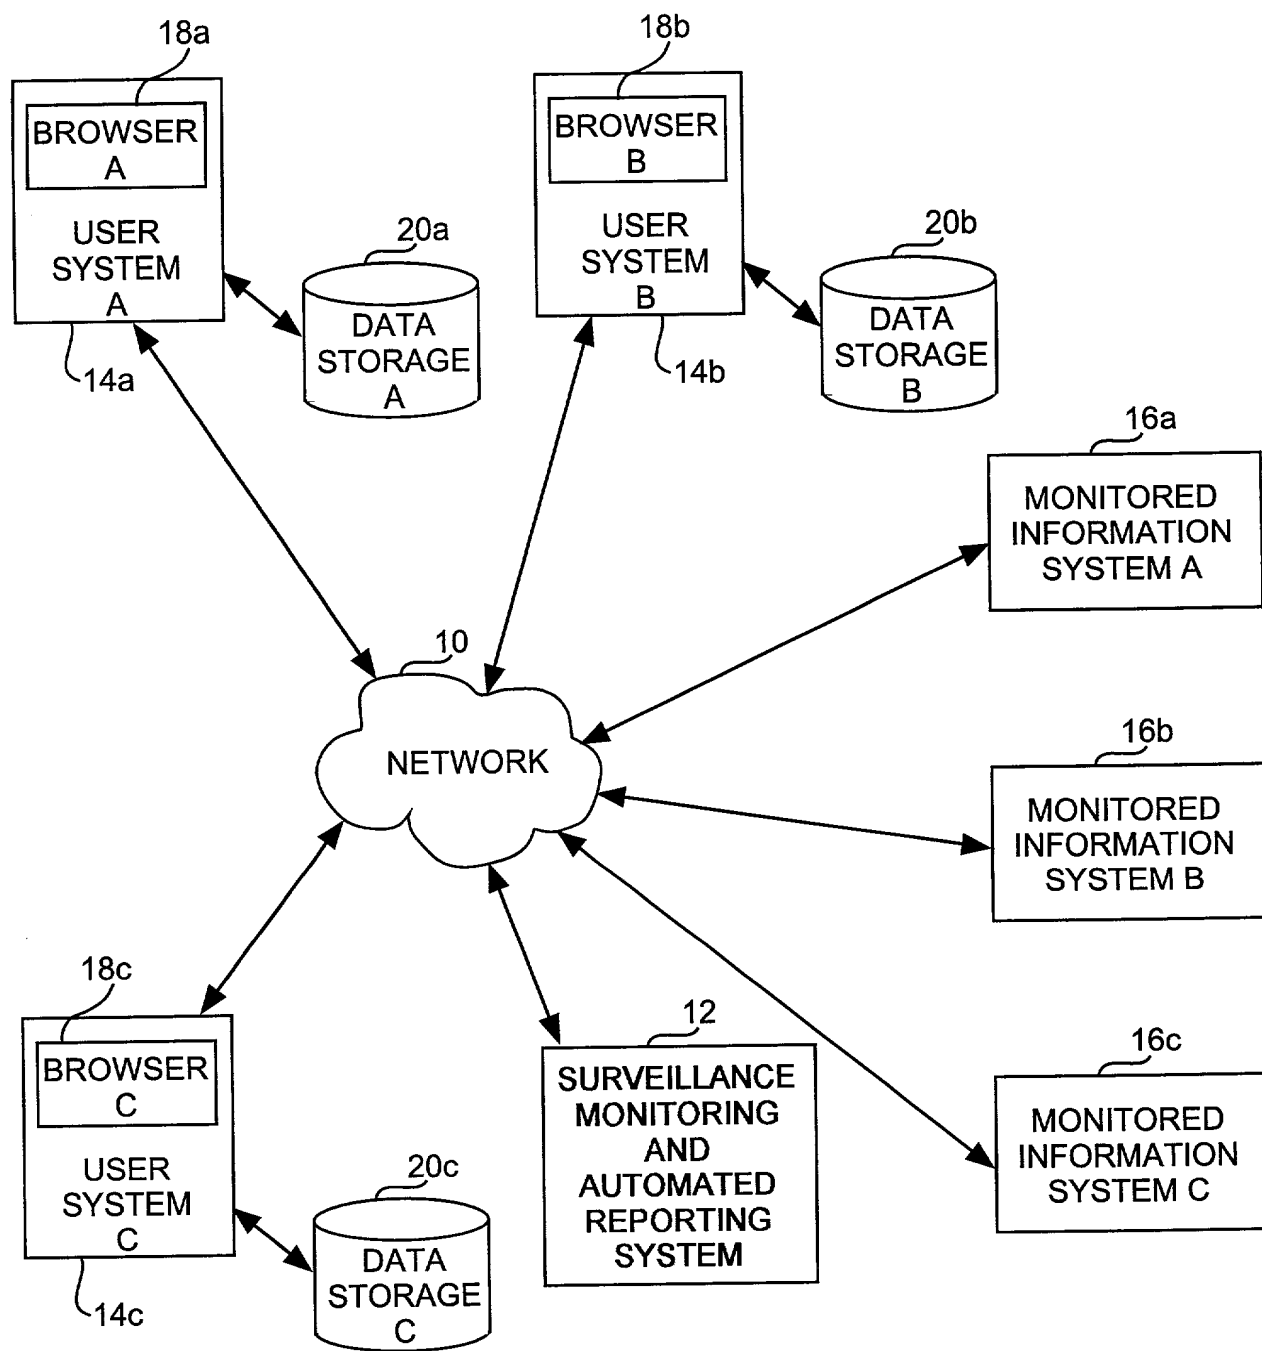 18a
BROWSER
A
USER
SYSTEM
A
14a
20a
DATA
STORAGE
A
18b
BROWSER
B
USER
SYSTEM
B
14b
20b
DATA
STORAGE
B
16a
MONITORED
INFORMATION
SYSTEM A
10
NETWORK
16b
MONITORED
INFORMATION
SYSTEM B
18c
BROWSER
C
USER
SYSTEM
C
14c
20c
DATA
STORAGE
C
12
SURVEILLANCE
MONITORING
AND
AUTOMATED
REPORTING
SYSTEM
16c
MONITORED
INFORMATION
SYSTEM C